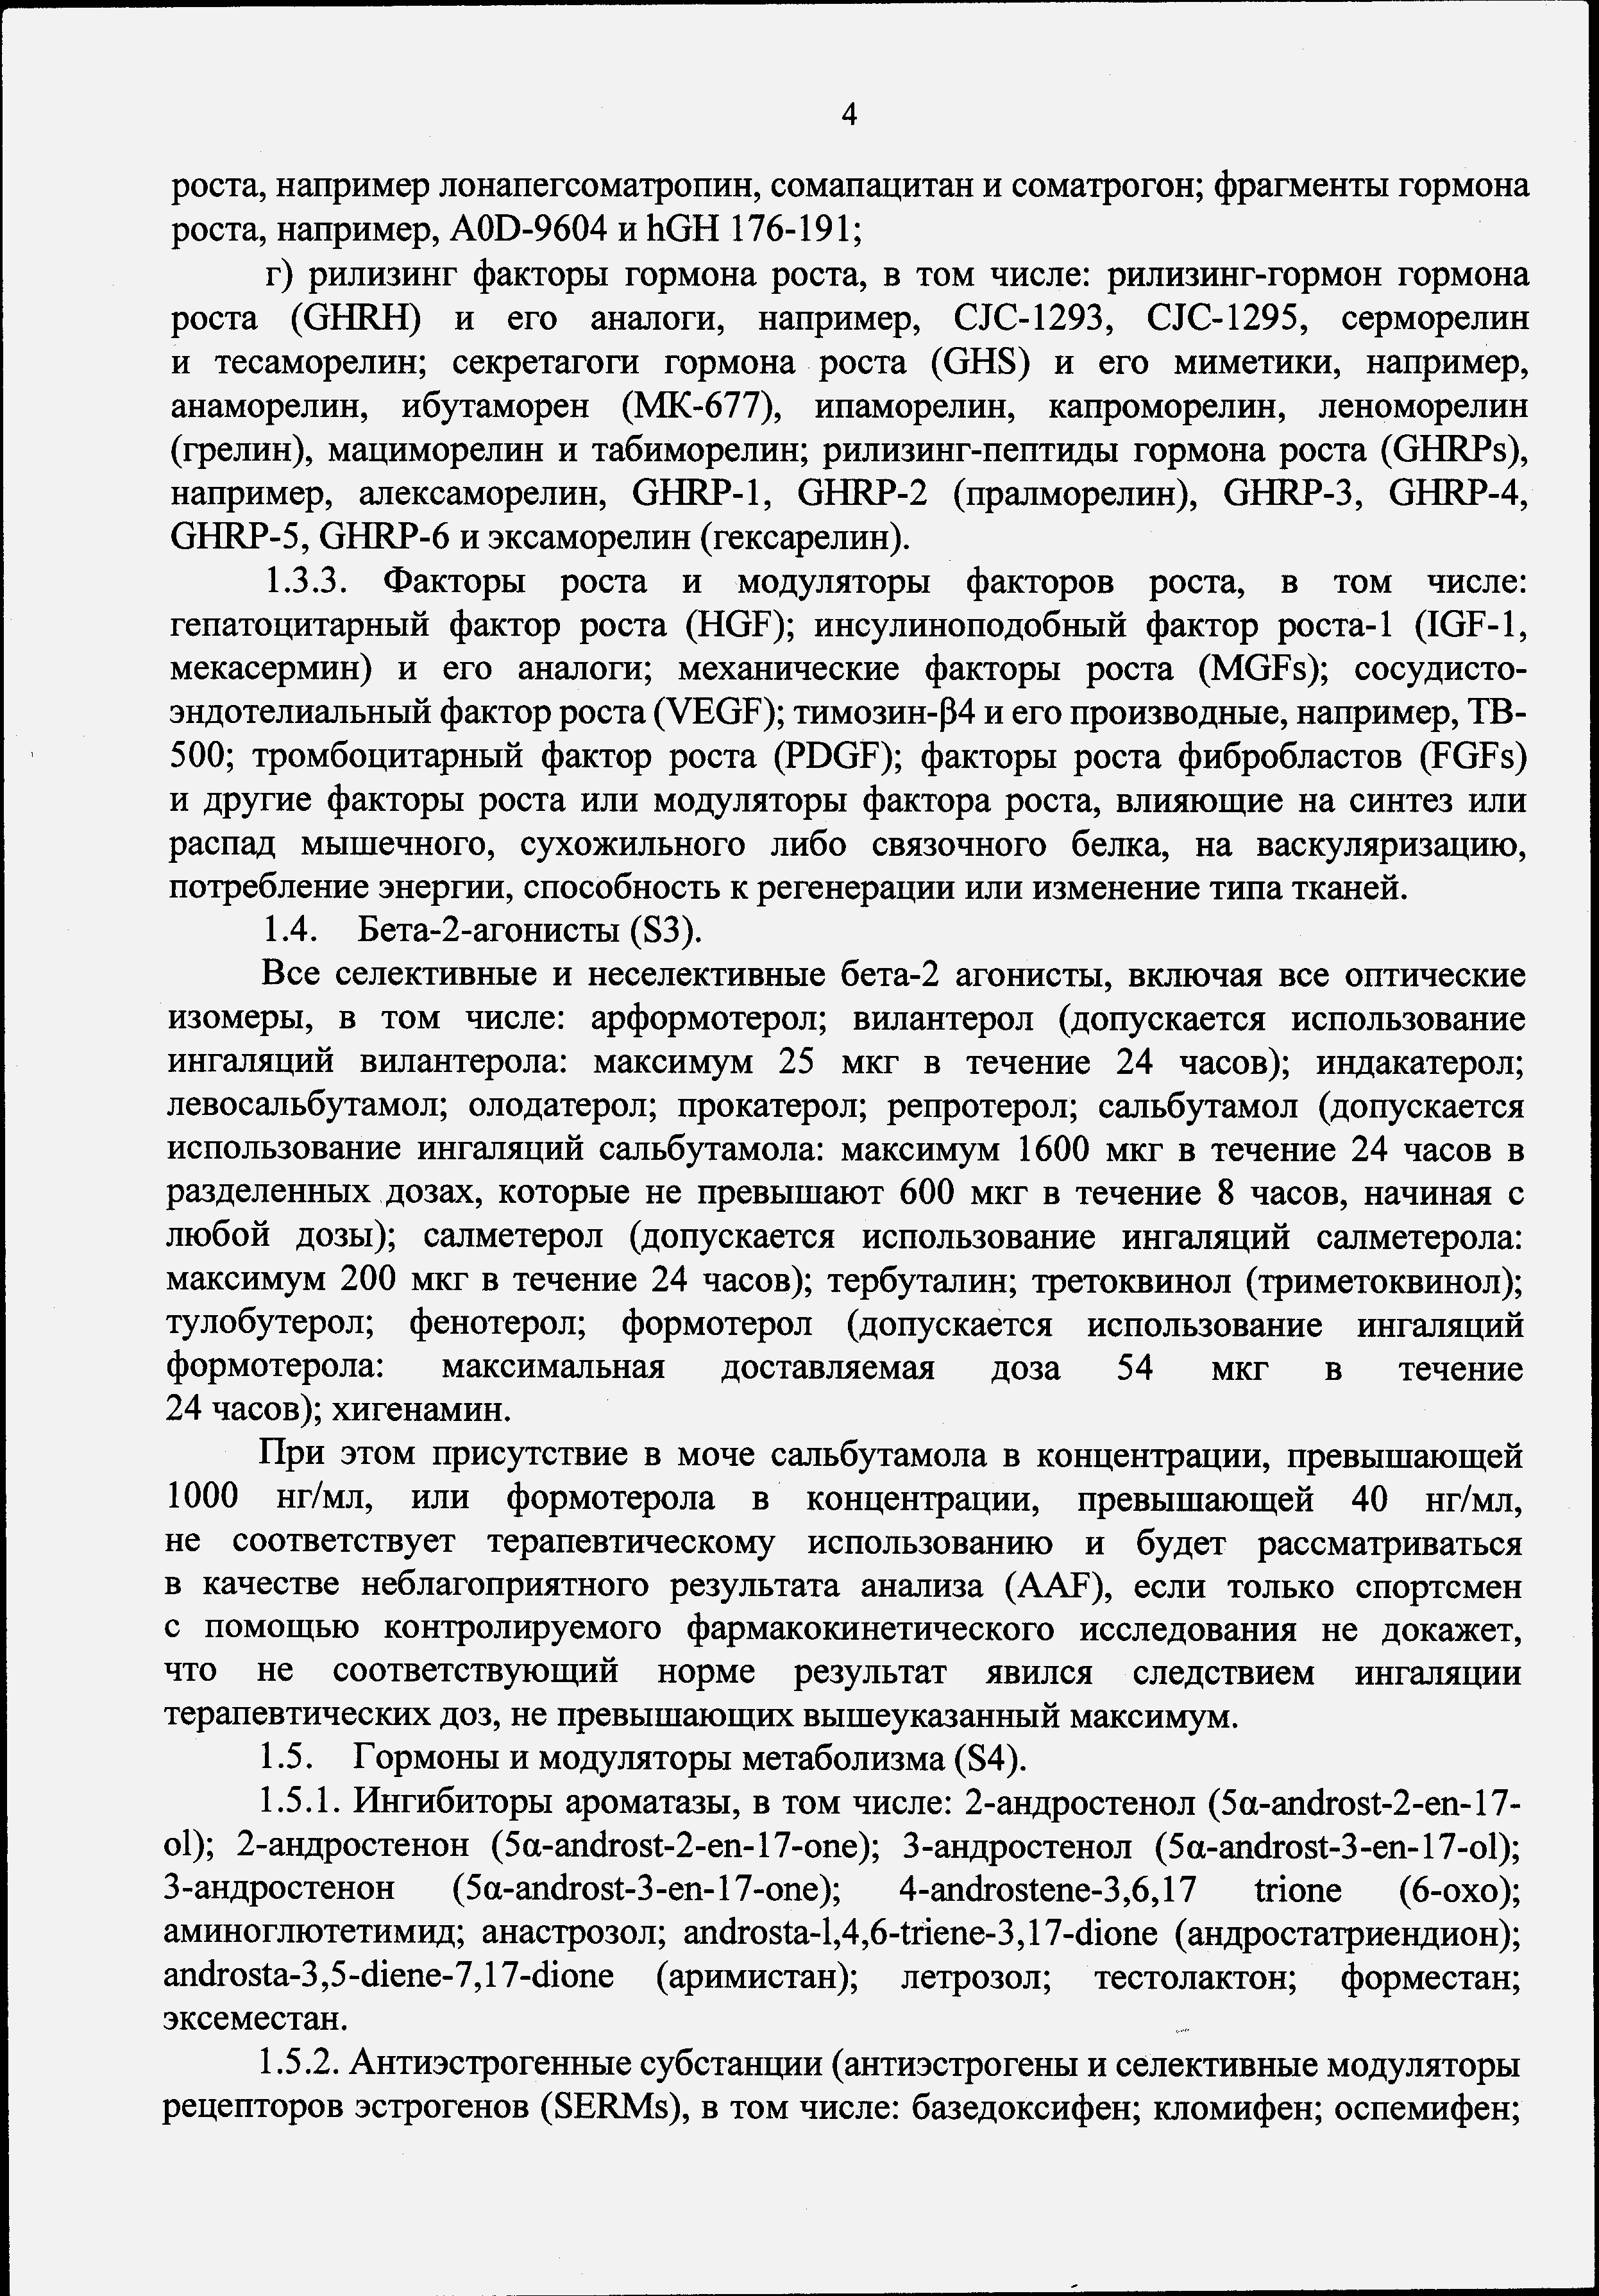 4
роста, например лонапегсоматропин, сомапацитан и соматрогон; фрагменты гормона
роста, например, A0D-9604 и hGH 176-191;
г) рилизинг факторы гормона роста, в том числе: рилизинг-гормон гормона
роста (GHRH) и его аналоги, например, CJC-1293, CJC-1295, серморелин
и тесаморелин; секретагоги гормона роста (GHS) и его миметики, например,
анаморелин, ибутаморен (МК-677), ипаморелин, капроморелин, леноморелин
(грелин), мациморелин и табиморелин; рилизинг-пептиды гормона роста (GHRPs),
например, алексаморелин, GHRP-1, GHRP-2 (пралморелин), GHRP-3, GHRP-4,
GHRP-5, GHRP-6 и эксаморелин (гексарелин).
1.3.3. Факторы роста и модуляторы факторов роста, в том числе:
гепатоцитарный фактор роста (HGF); инсулиноподобный фактор роста-1 (IGF-1,
мекасермин) и его аналоги; механические факторы роста (MGFs); сосудисто-
эндотелиальный фактор роста (VEGF); тимозин-β4 и его производные, например, ТВ-
500; тромбоцитарный фактор роста (PDGF); факторы роста фибробластов (FGFs)
и другие факторы роста или модуляторы фактора роста, влияющие на синтез или
распад мышечного, сухожильного либо связочного белка, на васкуляризацию,
потребление энергии, способность к регенерации или изменение типа тканей.
1.4. Бета-2-агонисты (S3).
Все селективные и неселективные бета-2 агонисты, включая все оптические
изомеры, в том числе: арформотерол; вилантерол (допускается использование
ингаляций вилантерола: максимум 25 мкг в течение 24 часов); индакатерол;
левосальбутамол; олодатерол; прокатерол; репротерол; сальбутамол (допускается
использование ингаляций сальбутамола: максимум 1600 мкг в течение 24 часов в
разделенных дозах, которые не превышают 600 мкг в течение 8 часов, начиная с
любой дозы); салметерол (допускается использование ингаляций салметерола:
максимум 200 мкг в течение 24 часов); тербуталин; третоквинол (триметоквинол);
тулобутерол; фенотерол; формотерол (допускается использование ингаляций
формотерола: максимальная доставляемая доза 54 мкг в течение
24 часов); хигенамин.
При этом присутствие в моче сальбутамола в концентрации, превышающей
1000 нг/мл, или формотерола в концентрации, превышающей 40 нг/мл,
не соответствует терапевтическому использованию и будет рассматриваться
в качестве неблагоприятного результата анализа (AAF), если только спортсмен
с помощью контролируемого фармакокинетического исследования не докажет,
что не соответствующий норме результат явился следствием ингаляции
терапевтических доз, не превышающих вышеуказанный максимум.
1.5. Гормоны и модуляторы метаболизма (S4).
1.5.1. Ингибиторы ароматазы, в том числе: 2-андростенол (5α-androst-2-en-17-
ol); 2-андростенон (5α-androst-2-en-17-one); 3-андростенол (5α-androst-3-en-17-ol);
3-андростенон (5α-androst-3-en-17-one); 4-androstene-3,6,17 trione (6-oxo);
аминоглютетимид; анастрозол; androsta-l,4,6-triene-3,17-dione (андростатриендион);
androsta-3,5-diene-7,17-dione (аримистан); летрозол; тестолактон; форместан;
эксеместан.
1.5.2. Антиэстрогенные субстанции (антиэстрогены и селективные модуляторы
рецепторов эстрогенов (SERMs), в том числе: базедоксифен; кломифен; оспемифен;